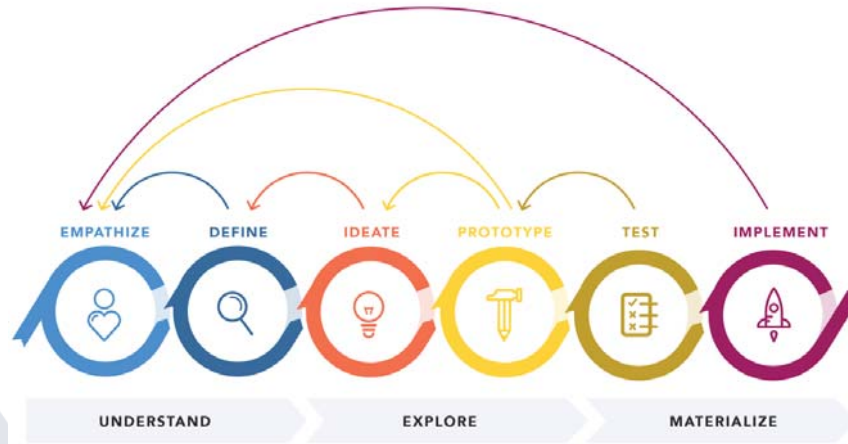 EMPATHIZE DEFINE IDEATE PROTOTYPE TEST IMPLEMENT
UNDERSTAND EXPLORE MATERIALIZE